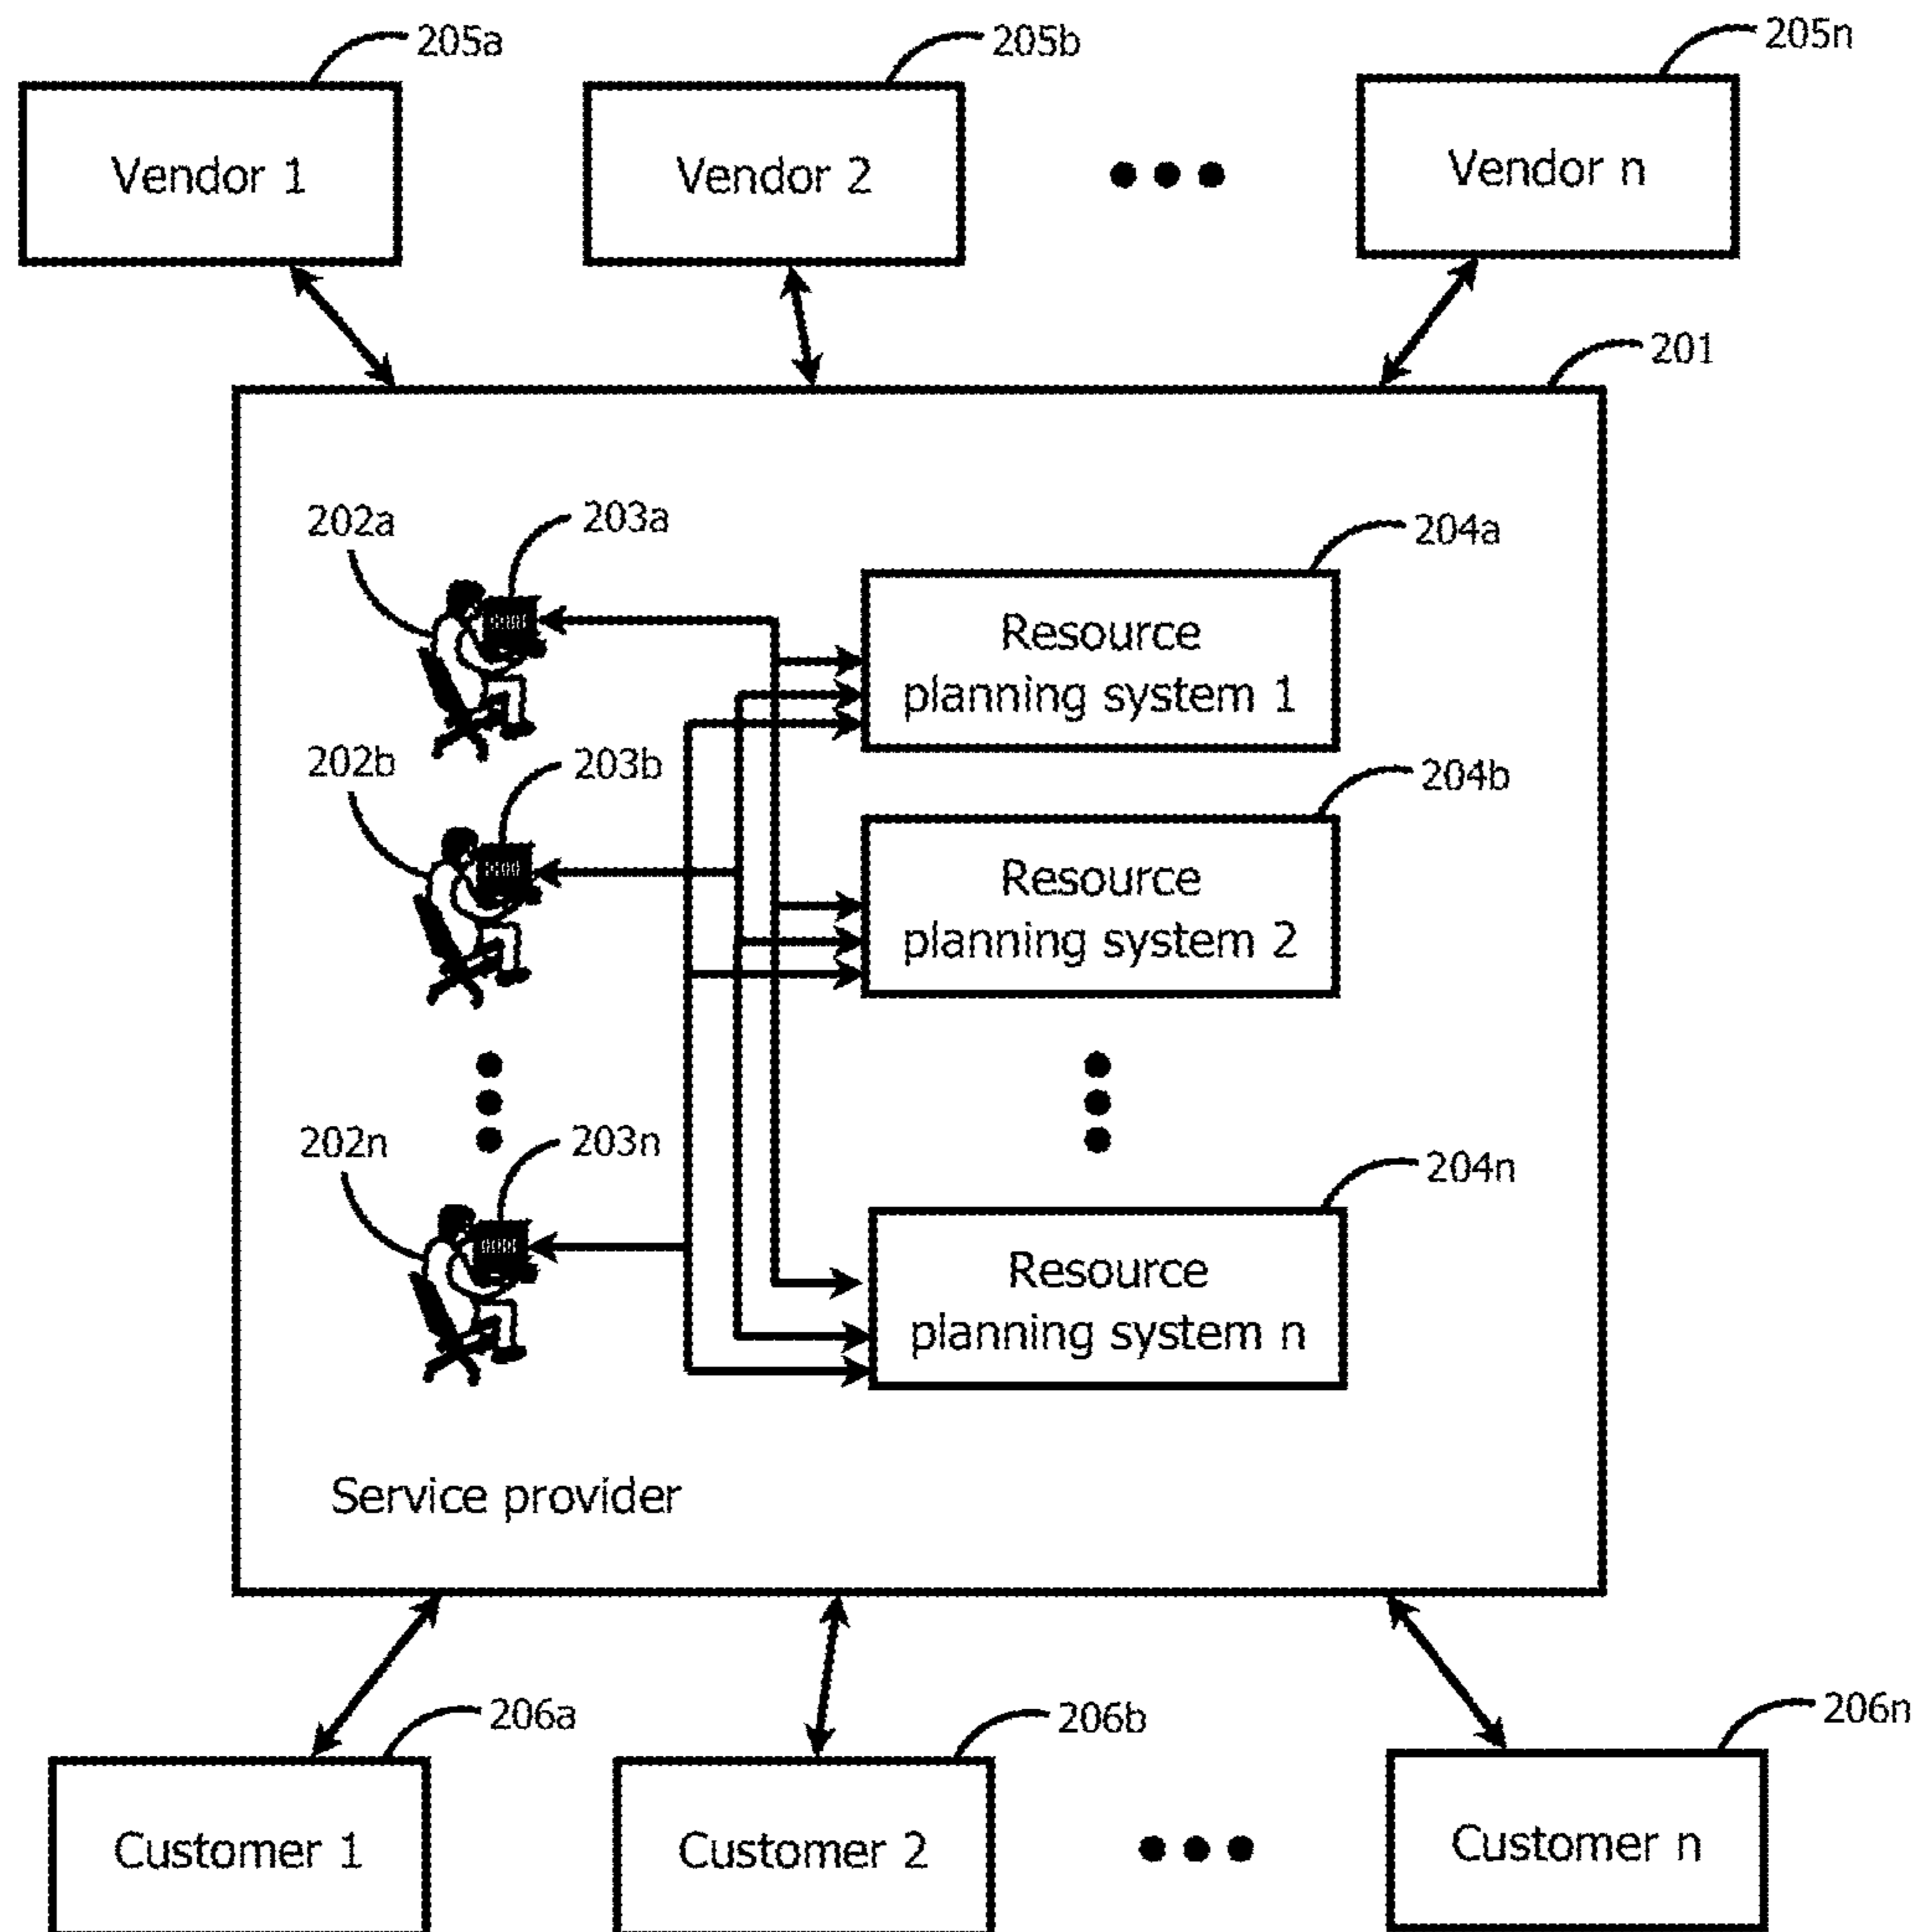 205a
205b
205n
Vendor 1
Vendor 2
Vendor n
201
202a
203a
204a
Resource
planning system 1
202b
203b
204b
Resource
planning system 2
202n
203n
204n
Resource
planning system n
Service provider
206a
206b
206n
Customer 1
Customer 2
Customer n